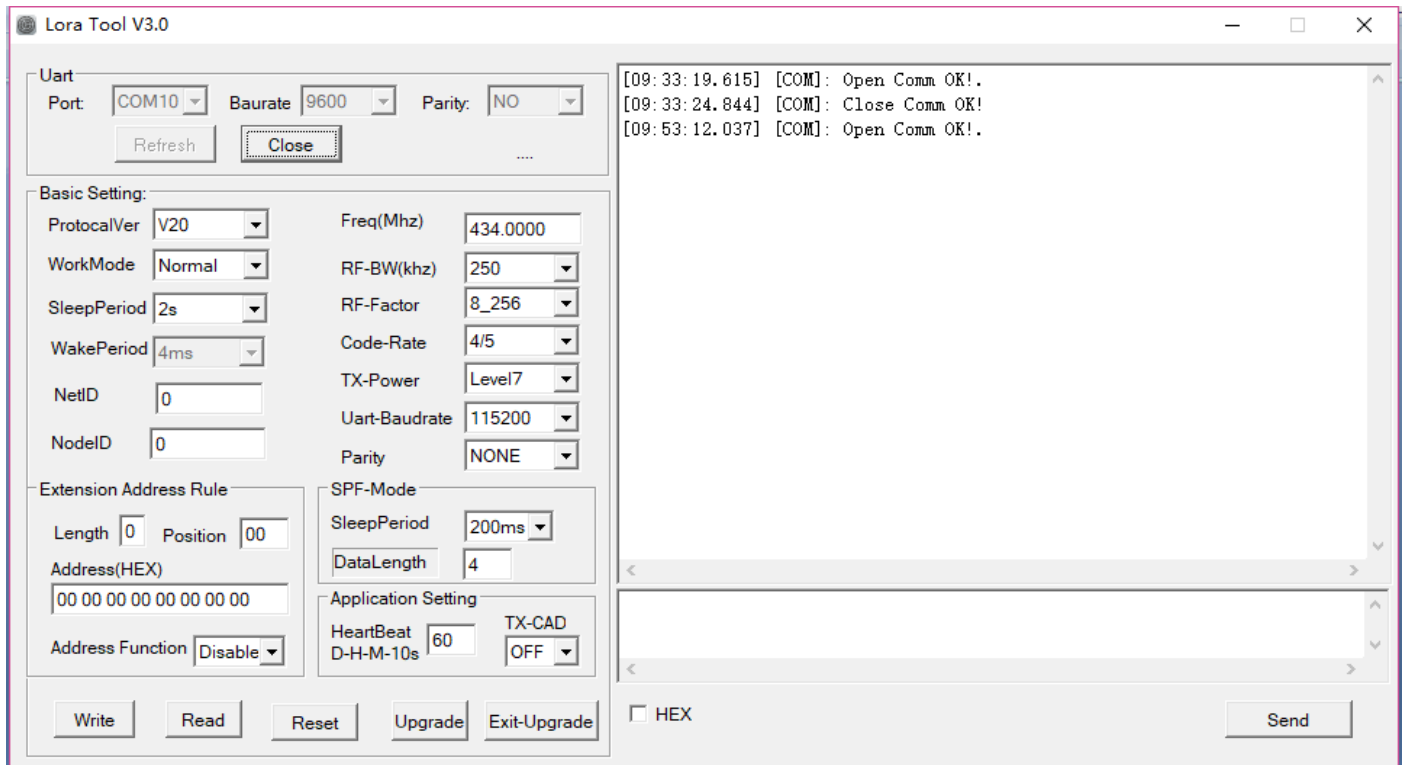 Lora Tool V3.0
Uart
Port: COM10 Baurate 9600 Parity: NO
Refresh Close ....
[09:33:19.615] [COM]: Open Comm OK!.
[09:33:24.844] [COM]: Close Comm OK!
[09:53:12.037] [COM]: Open Comm OK!.
Basic Setting:
ProtocalVer V20
WorkMode Normal
SleepPeriod 2s
WakePeriod 4ms
NetID 0
NodeID 0
Freq(Mhz) 434.0000
RF-BW(khz) 250
RF-Factor 8_256
Code-Rate 4/5
TX-Power Level7
Uart-Baudrate 115200
Parity NONE
Extension Address Rule
Length 0 Position 00
Address(HEX)
00 00 00 00 00 00 00 00
Address Function Disable
SPF-Mode
SleepPeriod 200ms
DataLength 4
Application Setting
HeartBeat
D-H-M-10s 60
TX-CAD
OFF
Write Read Reset Upgrade Exit-Upgrade
HEX
Send